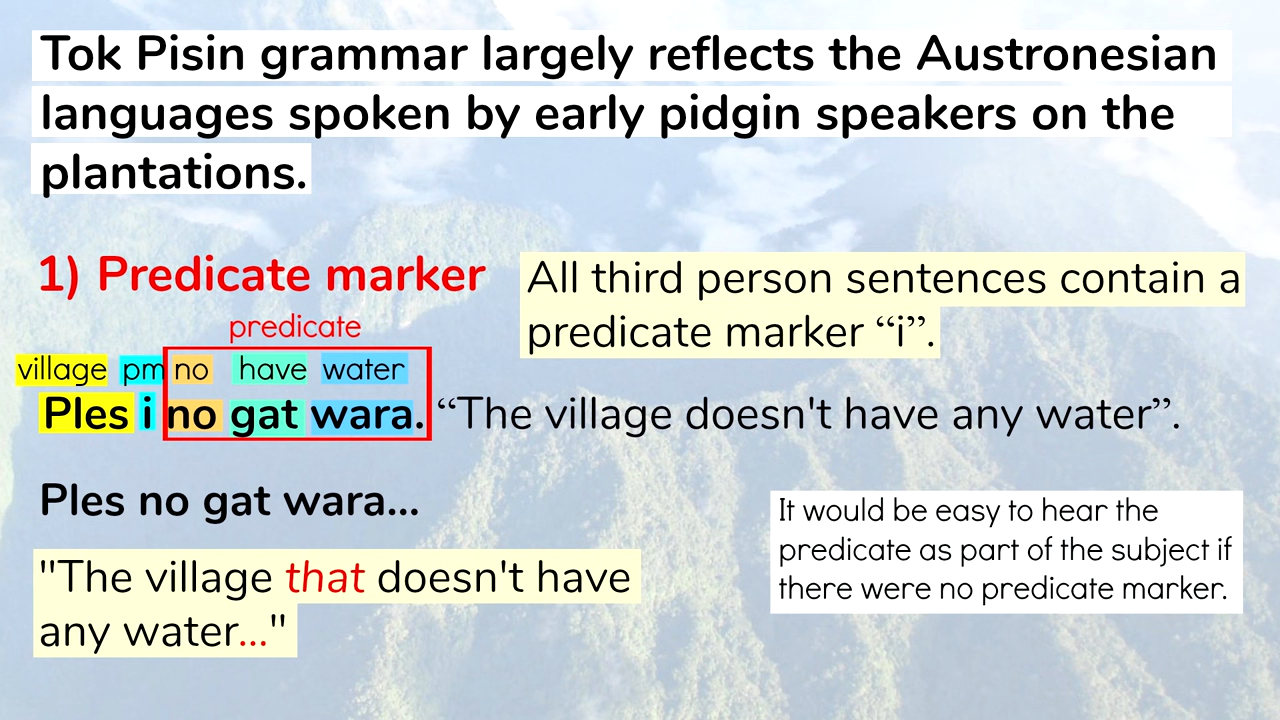 Tok Pisin grammar largely reflects the Austronesian
languages spoken by early pidgin speakers on the
plantations.
1) Predicate marker
All third person sentences contain a
predicate marker “i”.
predicate
village pm no have water
Ples i no gat wara. “The village doesn't have any water”.
Ples no gat wara...
It would be easy to hear the
predicate as part of the subject if
there were no predicate marker.
"The village that doesn't have
any water..."